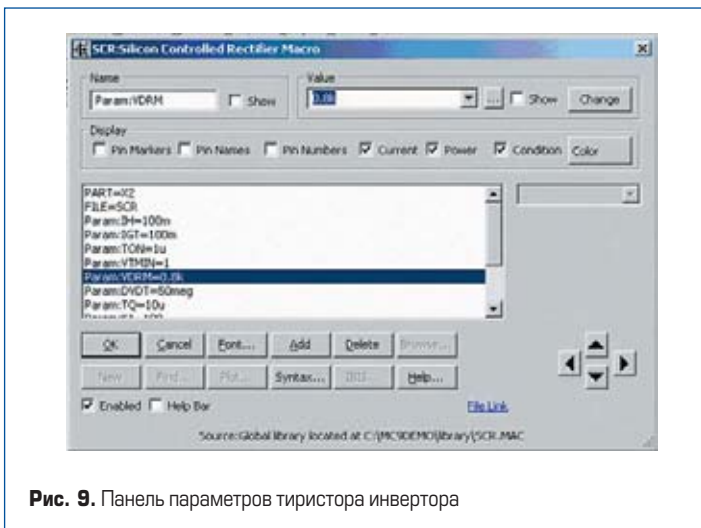 SCR:Silicon Controlled Rectifier Macro
Name
Value
Param:VDRM
Show
0.8k
...
Show
Change
Display
Pin Markers Pin Names Pin Numbers Current Power Condition Color
PART=X2
FILE=SCR
Param:IH=100m
Param:IGT=100m
Param:TON=1u
Param:VTMIN=1
Param:VDRM=0.8k
Param:DVDT=50meg
Param:TQ=10u
OK Cancel Font... Add Delete Browse...
New Find... Plot... Syntax... IBIS... Help...
Enabled Help Bar
File Link
Source:Global library located at C:\MC9DEMO\library\SCR.MAC
Рис. 9. Панель параметров тиристора инвертора